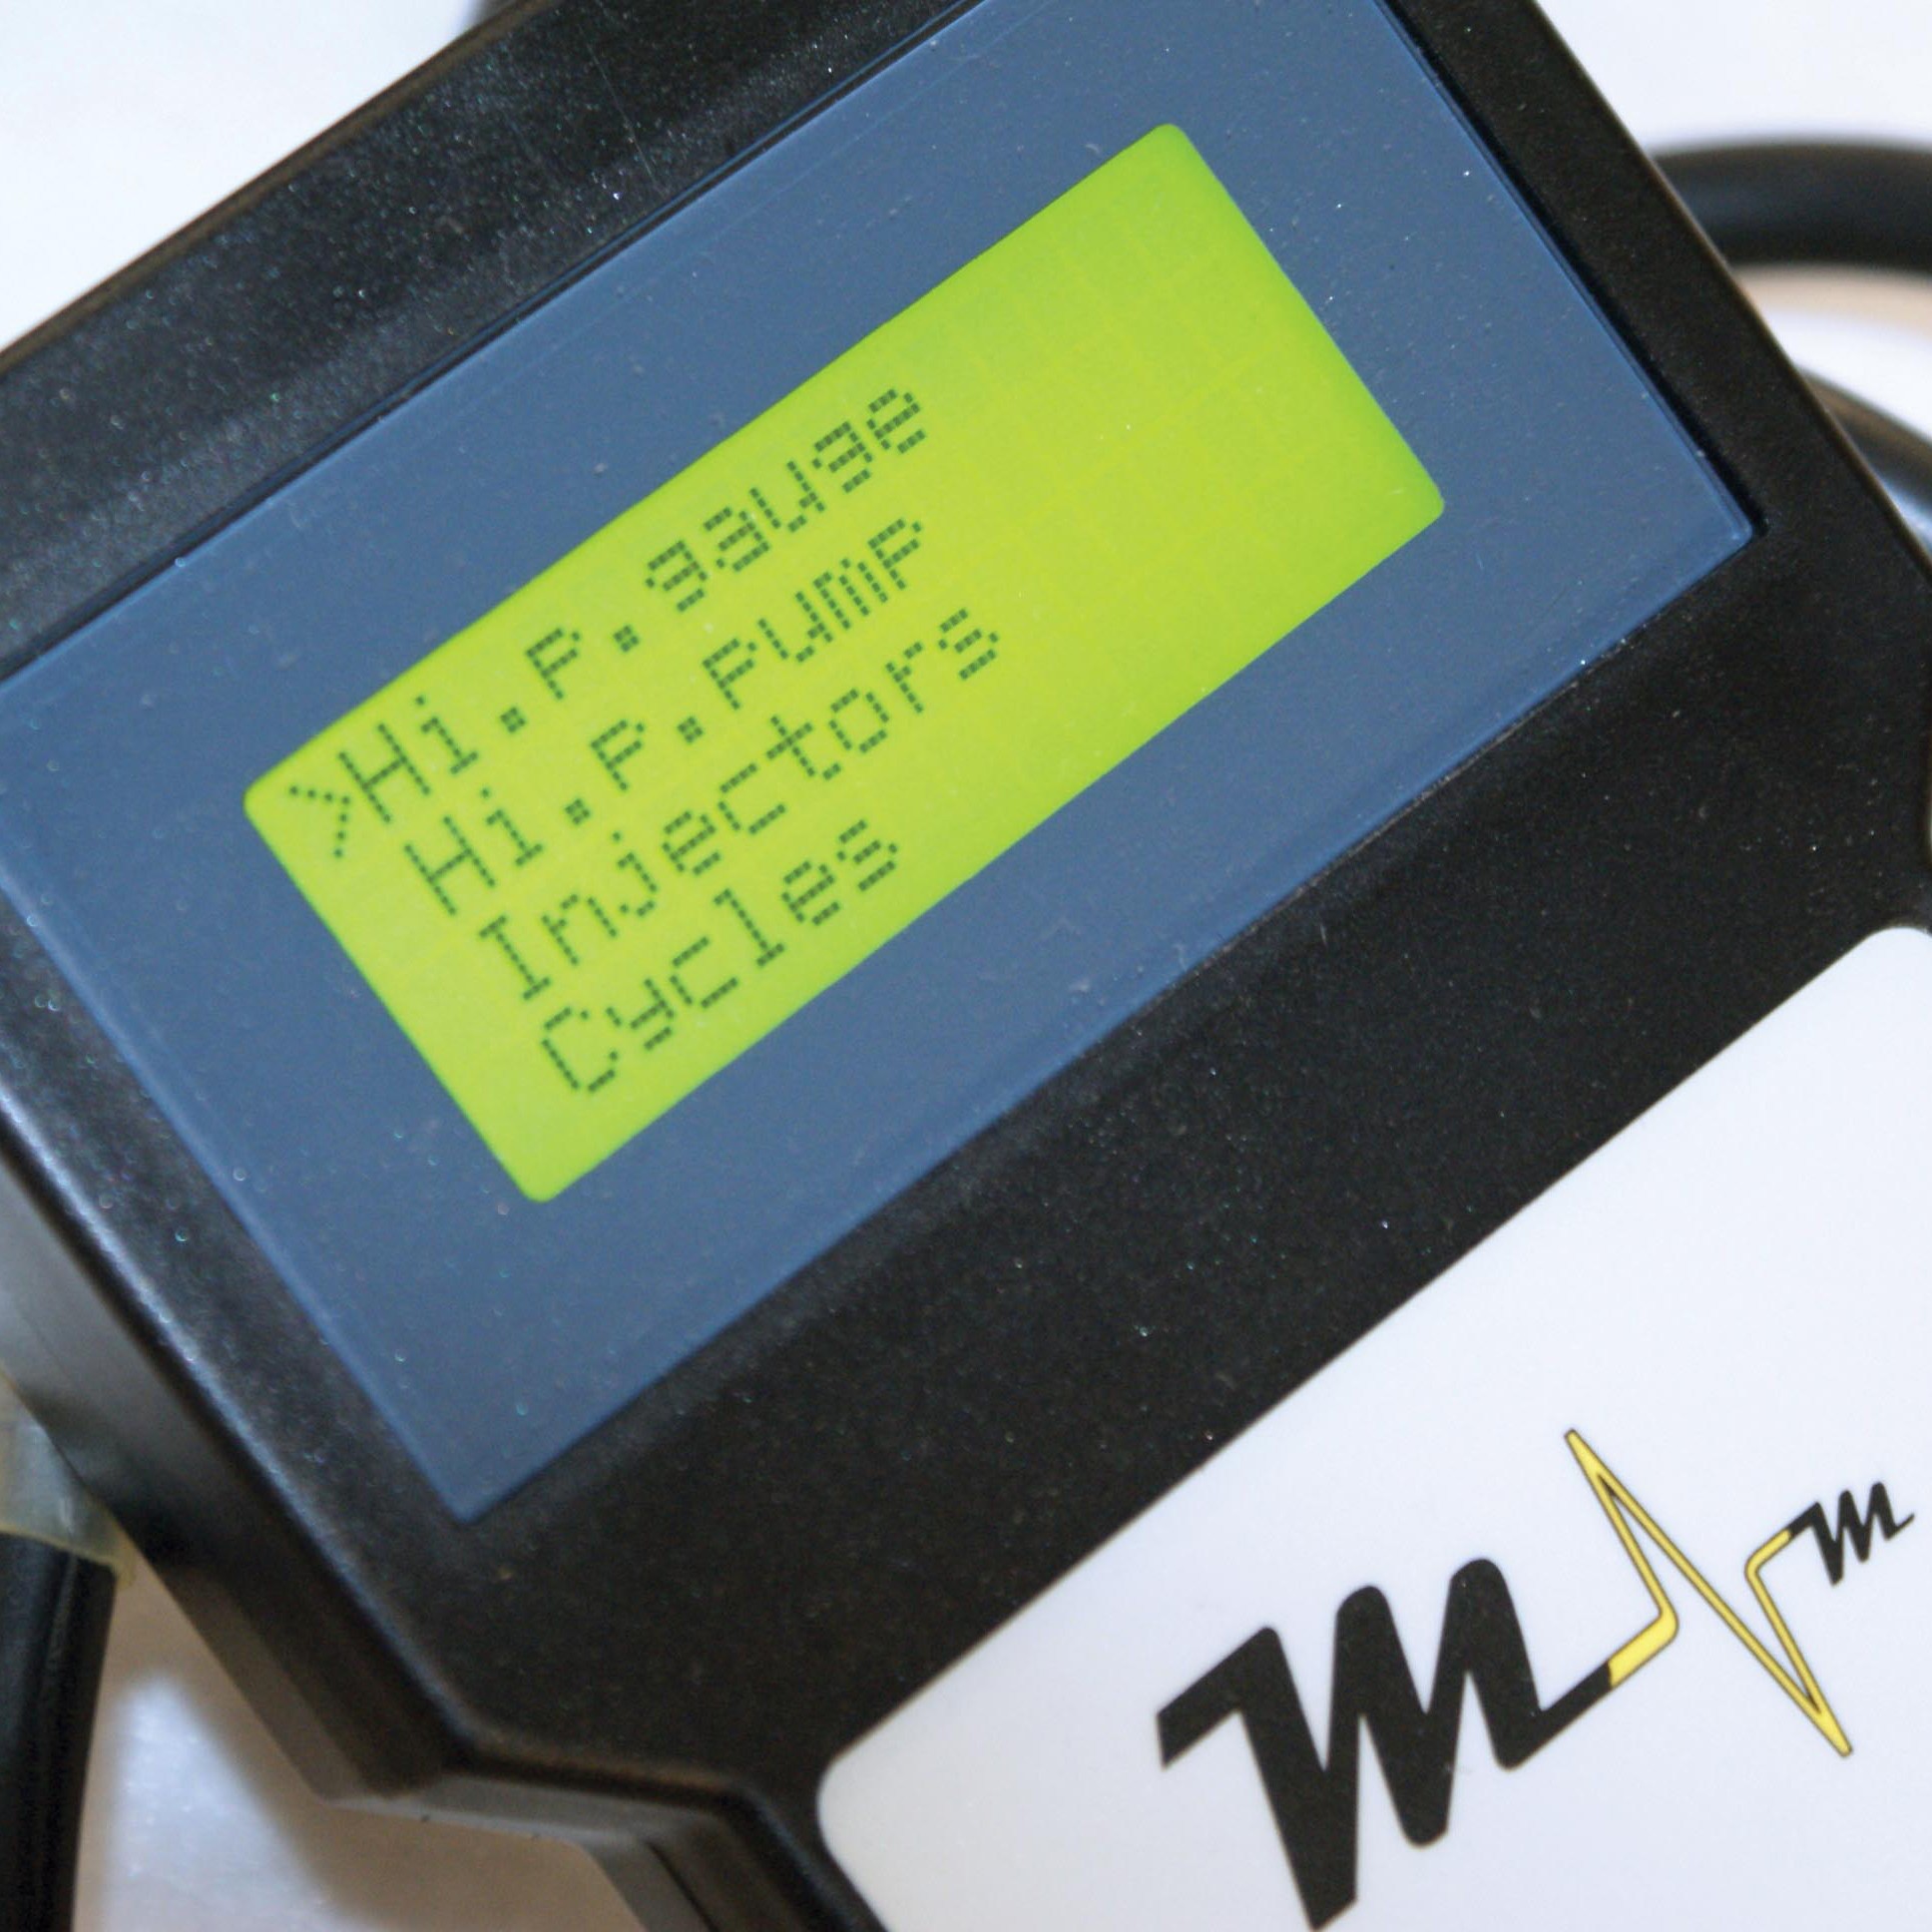 >Hi.P.gauge
Hi.P.Pump
Injectors
Cycles